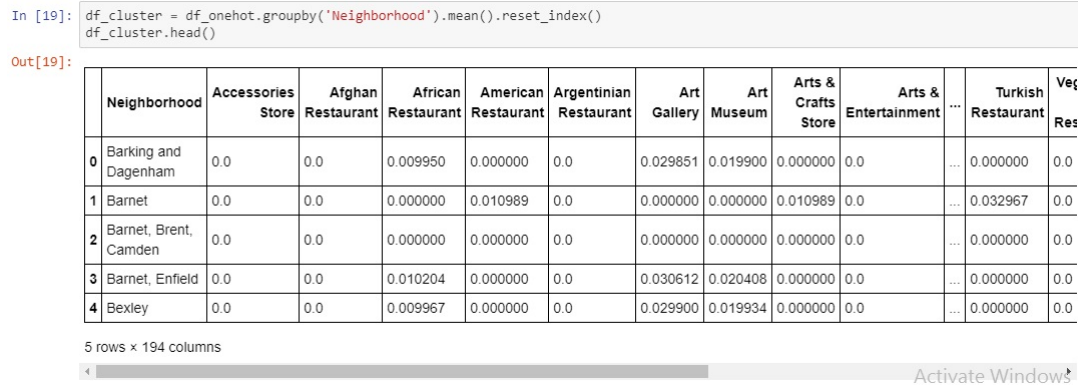 In [19]: df_cluster = df_onehot.groupby('Neighborhood').mean().reset_index()
df_cluster.head()
Out[19]:
Neighborhood Accessories Store Afghan Restaurant African Restaurant American Restaurant Argentinian Restaurant Art Gallery Art Museum Arts & Crafts Store Arts & Entertainment ... Turkish Restaurant
0 Barking and Dagenham 0.0 0.0 0.009950 0.000000 0.0 0.029851 0.019900 0.000000 0.0 ... 0.000000 0.0
1 Barnet 0.0 0.0 0.000000 0.010989 0.0 0.000000 0.000000 0.010989 0.0 ... 0.032967 0.0
2 Barnet, Brent, Camden 0.0 0.0 0.000000 0.000000 0.0 0.000000 0.000000 0.000000 0.0 ... 0.000000 0.0
3 Barnet, Enfield 0.0 0.0 0.010204 0.000000 0.0 0.030612 0.020408 0.000000 0.0 ... 0.000000 0.0
4 Bexley 0.0 0.0 0.009967 0.000000 0.0 0.029900 0.019934 0.000000 0.0 ... 0.000000 0.0
5 rows × 194 columns
Activate Windows